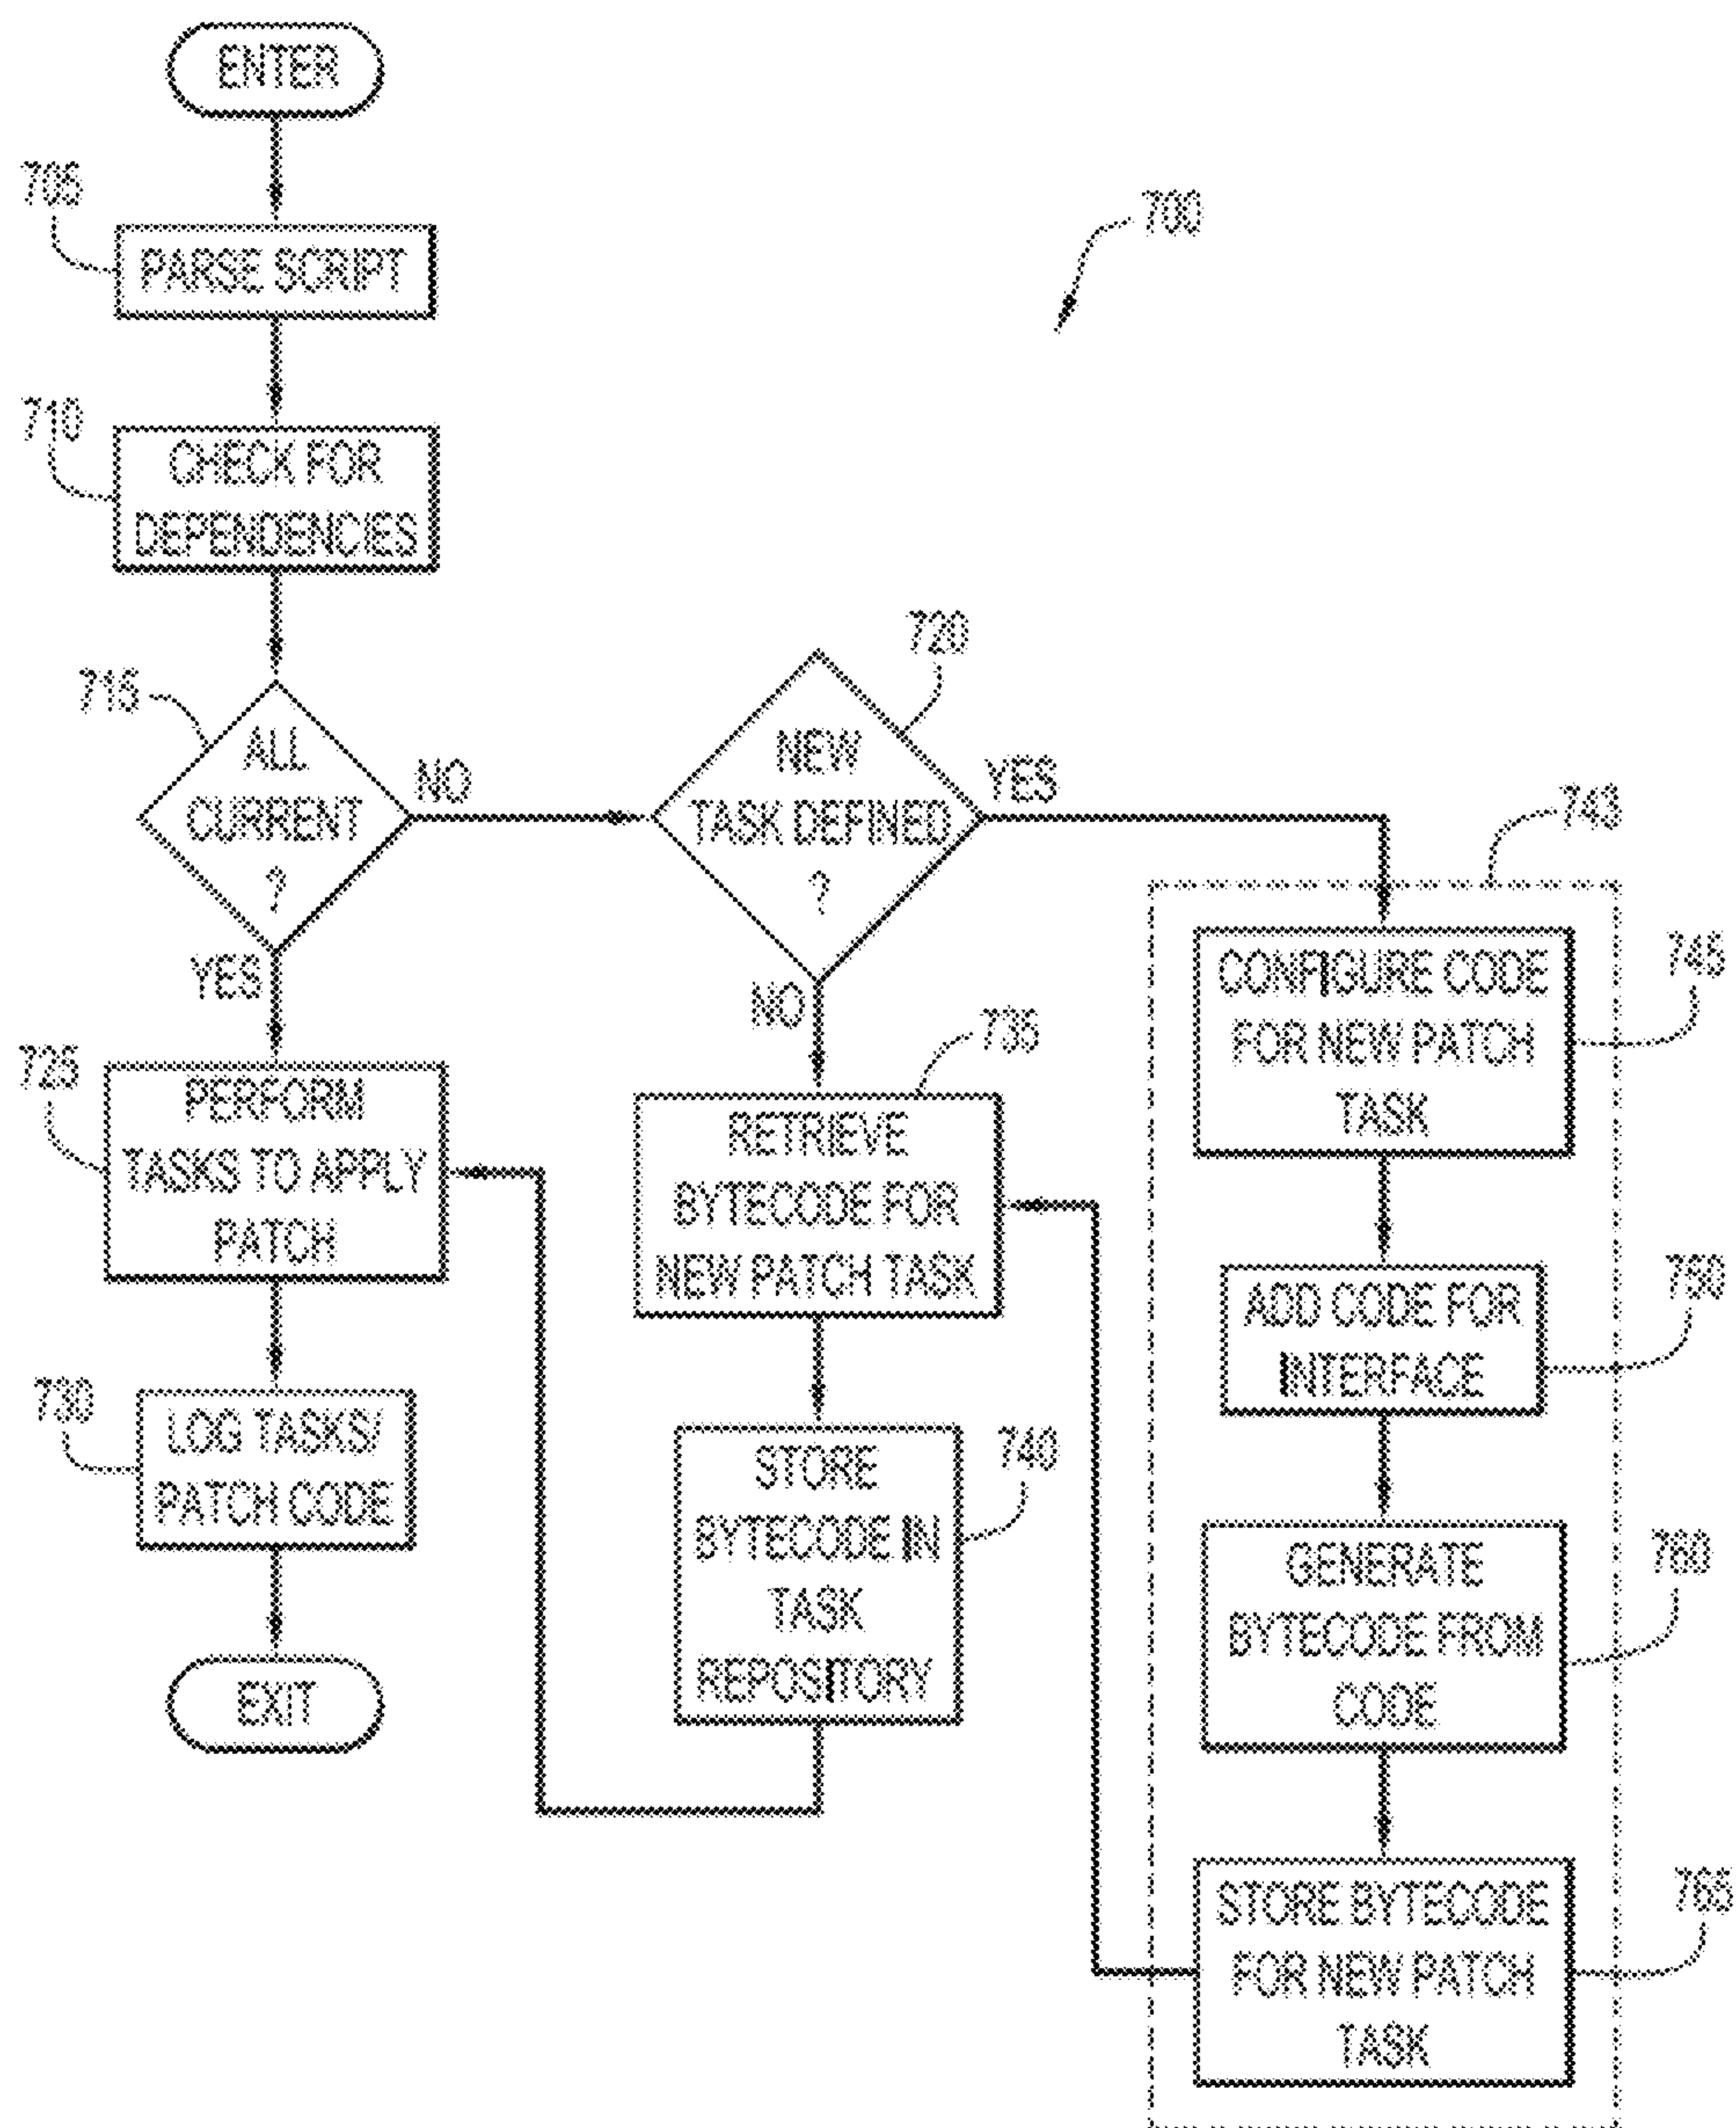 ENTER
705
PARSE SCRIPT
700
710
CHECK FOR
DEPENDENCIES
715
ALL
CURRENT
?
NO
YES
720
NEW
TASK DEFINED
?
YES
NO
725
PERFORM
TASKS TO APPLY
PATCH
730
LOG TASKS/
PATCH CODE
EXIT
735
RETRIEVE
BYTECODE FOR
NEW PATCH TASK
740
STORE
BYTECODE IN
TASK
REPOSITORY
743
745
CONFIGURE CODE
FOR NEW PATCH
TASK
750
ADD CODE FOR
INTERFACE
760
GENERATE
BYTECODE FROM
CODE
765
STORE BYTECODE
FOR NEW PATCH
TASK